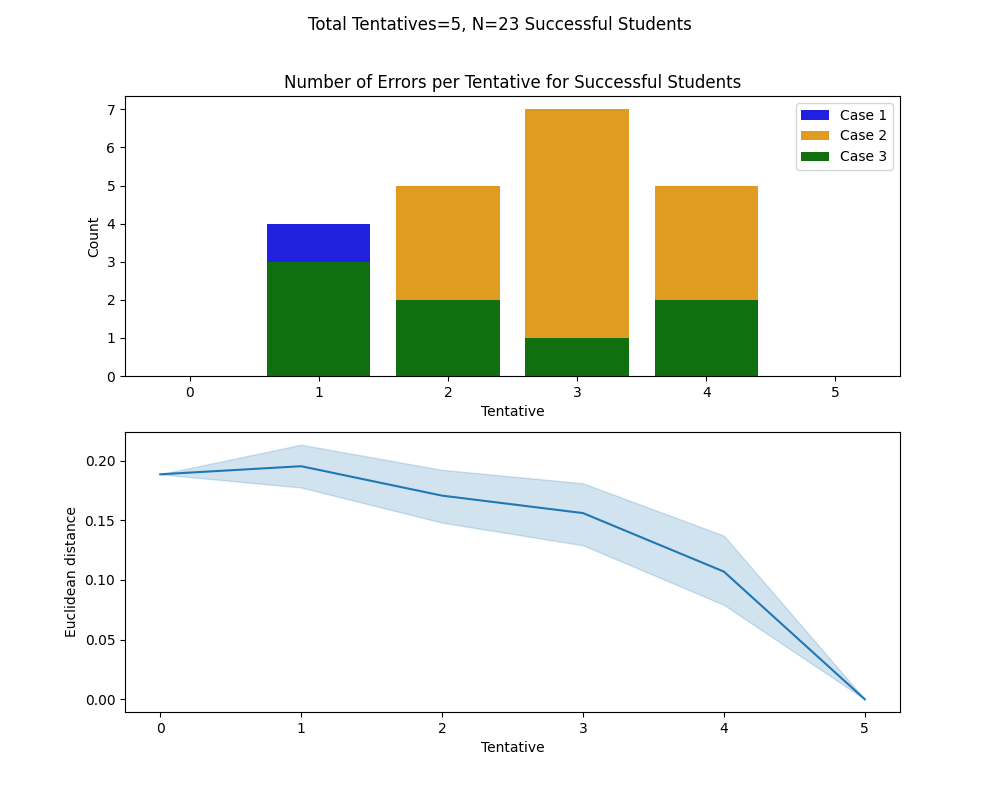 Total Tentatives=5, N=23 Successful Students
Number of Errors per Tentative for Successful Students
7
6
5
4
3
2
1
0
Count
Case 1
Case 2
Case 3
0 1 2 3 4 5
Tentative
0.20
0.15
0.10
0.05
0.00
Euclidean distance
0 1 2 3 4 5
Tentative